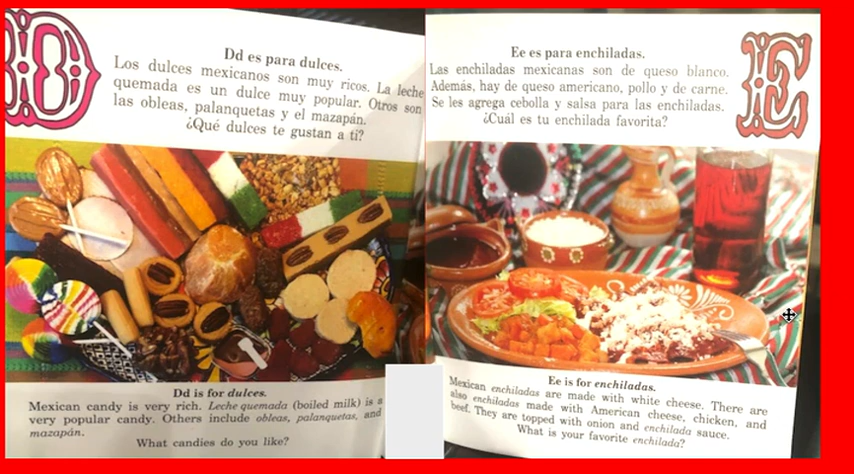 D
Dd es para dulces.
Los dulces mexicanos son muy ricos. La leche
quemada es un dulce muy popular. Otros son
las obleas, palanquetas y el mazapán.
¿Qué dulces te gustan a ti?
Dd is for dulces.
Mexican candy is very rich. Leche quemada (boiled milk) is a
very popular candy. Others include obleas, palanquetas, and
mazapán.
What candies do you like?
E
Ee es para enchiladas.
Las enchiladas mexicanas son de queso blanco.
Además, hay de queso americano, pollo y de carne.
Se les agrega cebolla y salsa para las enchiladas.
¿Cuál es tu enchilada favorita?
Ee is for enchiladas.
Mexican enchiladas are made with white cheese. There are
also enchiladas made with American cheese, chicken, and
beef. They are topped with onion and enchilada sauce.
What is your favorite enchilada?